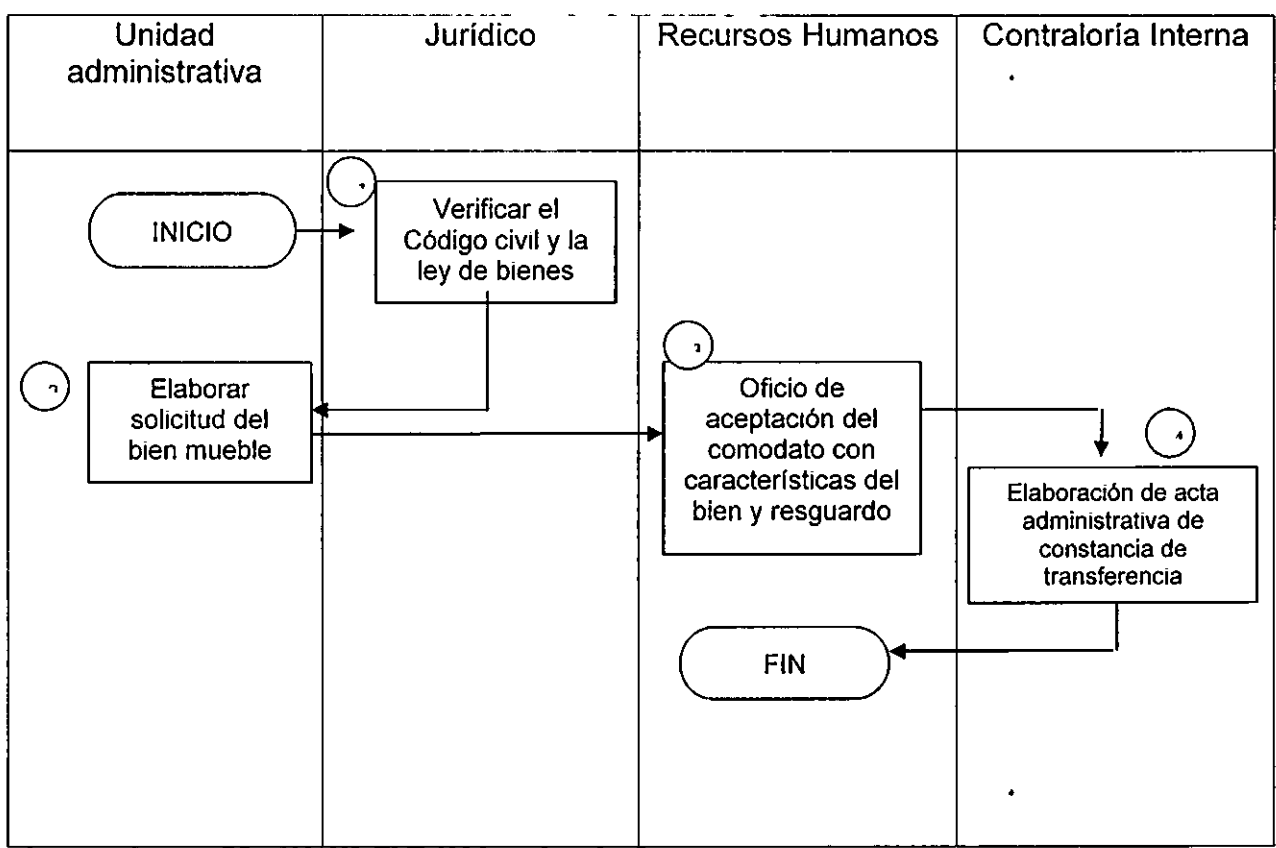 Unidad
administrativa
Jurídico
Recursos Humanos
Contraloría Interna
INICIO
Verificar el
Código civil y la
ley de bienes
Elaborar
solicitud del
bien mueble
Oficio de
aceptación del
comodato con
características del
bien y resguardo
4
Elaboración de acta
administrativa de
constancia de
transferencia
FIN